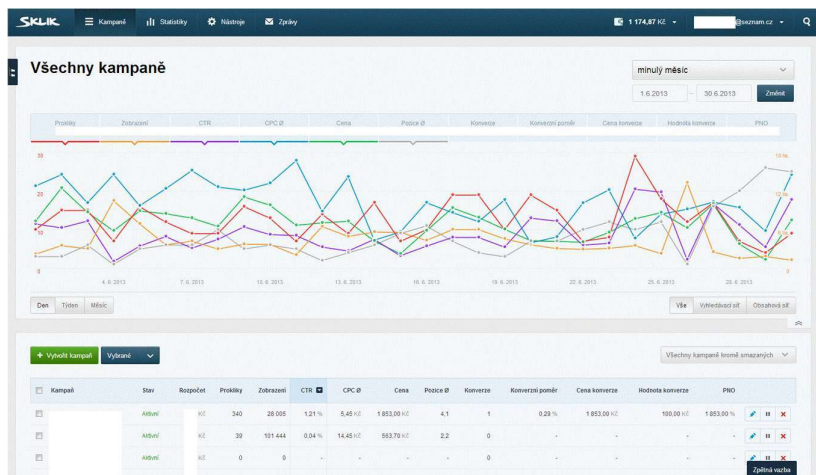 SKLIK Kampaně Statistiky Nástroje Zprávy 1 174,87 Kč @seznam.cz
Všechny kampaně
minulý měsíc
1.6.2013 – 30.6.2013 Změnit
Prokliky Zobrazení CTR CPC Ø Cena Pozice Ø Konverze Konverzní poměr Cena konverze Hodnota konverze PNO
30
20
10
0
4. 6. 2013 7. 6. 2013 10. 6. 2013 13. 6. 2013 16. 6. 2013 19. 6. 2013 22. 6. 2013 25. 6. 2013 28. 6. 2013
Den Týden Měsíc Vše Vyhledávací síť Obsahová síť
+ Vytvořit kampaň Vybrané Všechny kampaně kromě smazaných
Kampaň Stav Rozpočet Prokliky Zobrazení CTR CPC Ø Cena Pozice Ø Konverze Konverzní poměr Cena konverze Hodnota konverze PNO
Aktivní Kč 340 28 005 1,21 % 5,45 Kč 1 853,00 Kč 4,1 1 0,29 % 1 853,00 Kč 100,00 Kč 1 853,00 %
Aktivní Kč 39 101 444 0,04 % 14,45 Kč 563,70 Kč 2,2 0 - - - -
Aktivní Kč 0 0 - - - - 0 - - - -
Zpětná vazba